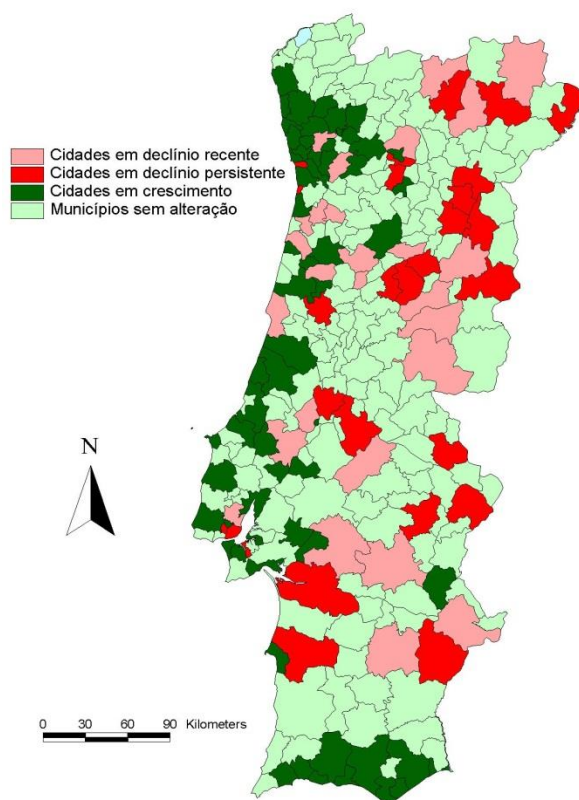 Cidades em declínio recente
Cidades em declínio persistente
Cidades em crescimento
Municípios sem alteração
N
0 30 60 90 Kilometers